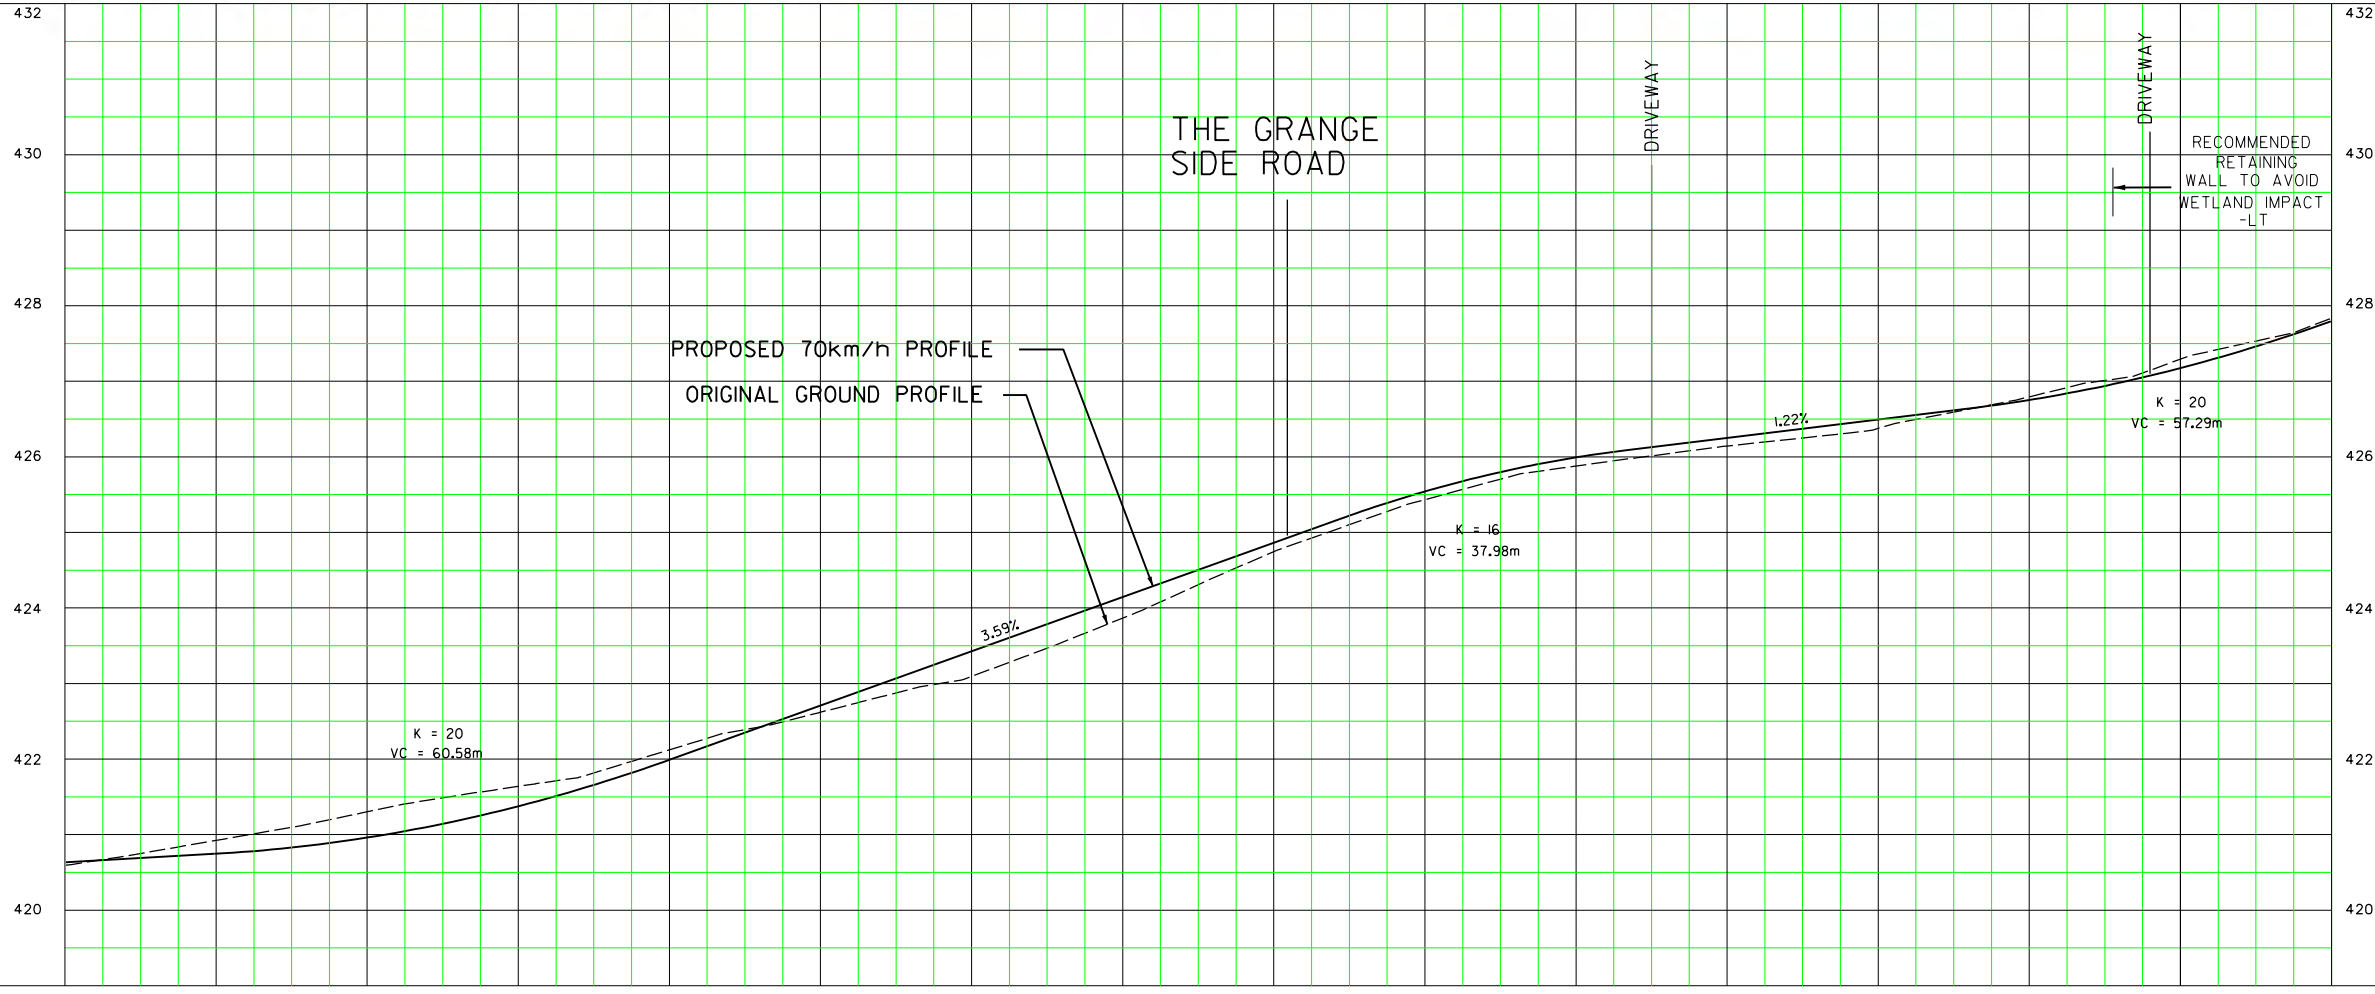 432
432
DRIVEWAY
DRIVEWAY
THE GRANGE
SIDE ROAD
430
430
RECOMMENDED
RETAINING
WALL TO AVOID
WETLAND IMPACT
-LT
428
428
PROPOSED 70km/h PROFILE
ORIGINAL GROUND PROFILE
1.22%
K = 20
VC = 57.29m
426
426
K = 16
VC = 37.98m
424
424
3.59%
K = 20
VC = 60.58m
422
422
420
420